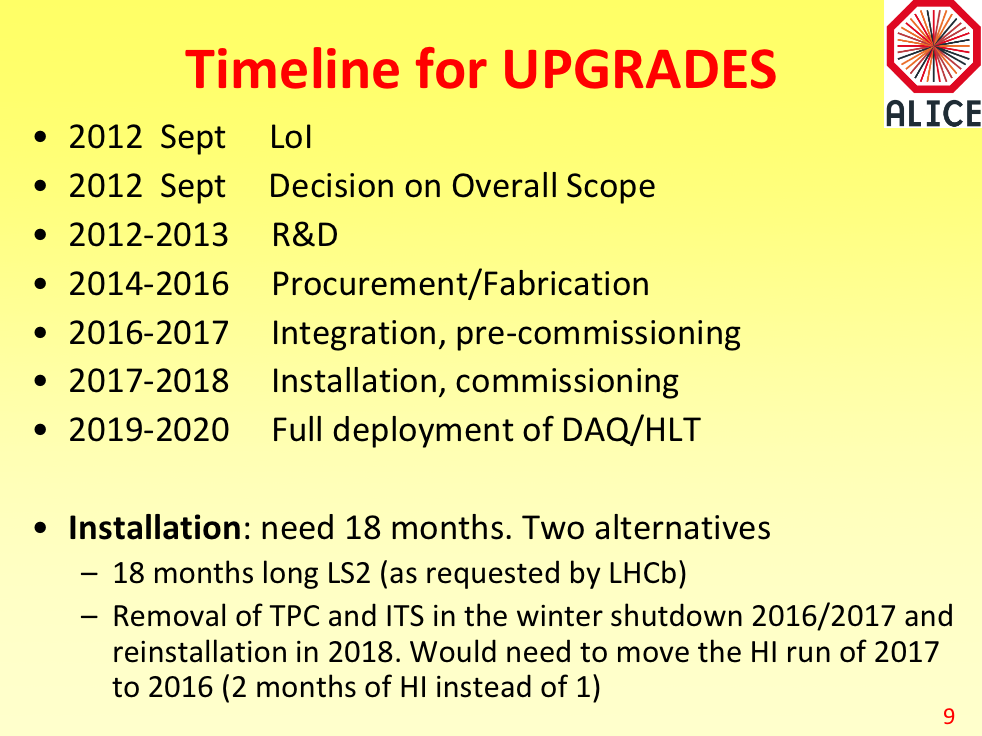 Timeline for UPGRADES
ALICE
• 2012 Sept LoI
• 2012 Sept Decision on Overall Scope
• 2012-2013 R&D
• 2014-2016 Procurement/Fabrication
• 2016-2017 Integration, pre-commissioning
• 2017-2018 Installation, commissioning
• 2019-2020 Full deployment of DAQ/HLT
• Installation: need 18 months. Two alternatives
– 18 months long LS2 (as requested by LHCb)
– Removal of TPC and ITS in the winter shutdown 2016/2017 and
reinstallation in 2018. Would need to move the HI run of 2017
to 2016 (2 months of HI instead of 1)
9